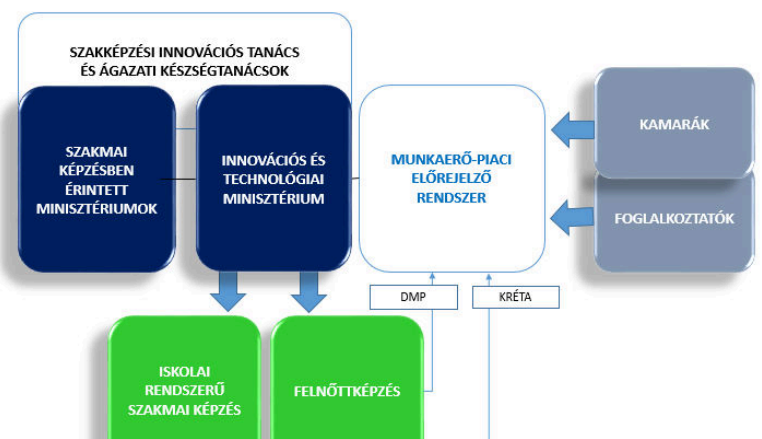 SZAKKÉPZÉSI INNOVÁCIÓS TANÁCS
ÉS ÁGAZATI KÉSZSÉGTANÁCSOK
SZAKMAI
KÉPZÉSBEN
ÉRINTETT
MINISZTÉRIUMOK
INNOVÁCIÓS ÉS
TECHNOLÓGIAI
MINISZTÉRIUM
MUNKAERŐ-PIACI
ELŐREJELZŐ
RENDSZER
KAMARÁK
FOGLALKOZTATÓK
DMP
KRÉTA
ISKOLAI
RENDSZERŰ
SZAKMAI KÉPZÉS
FELNŐTTKÉPZÉS